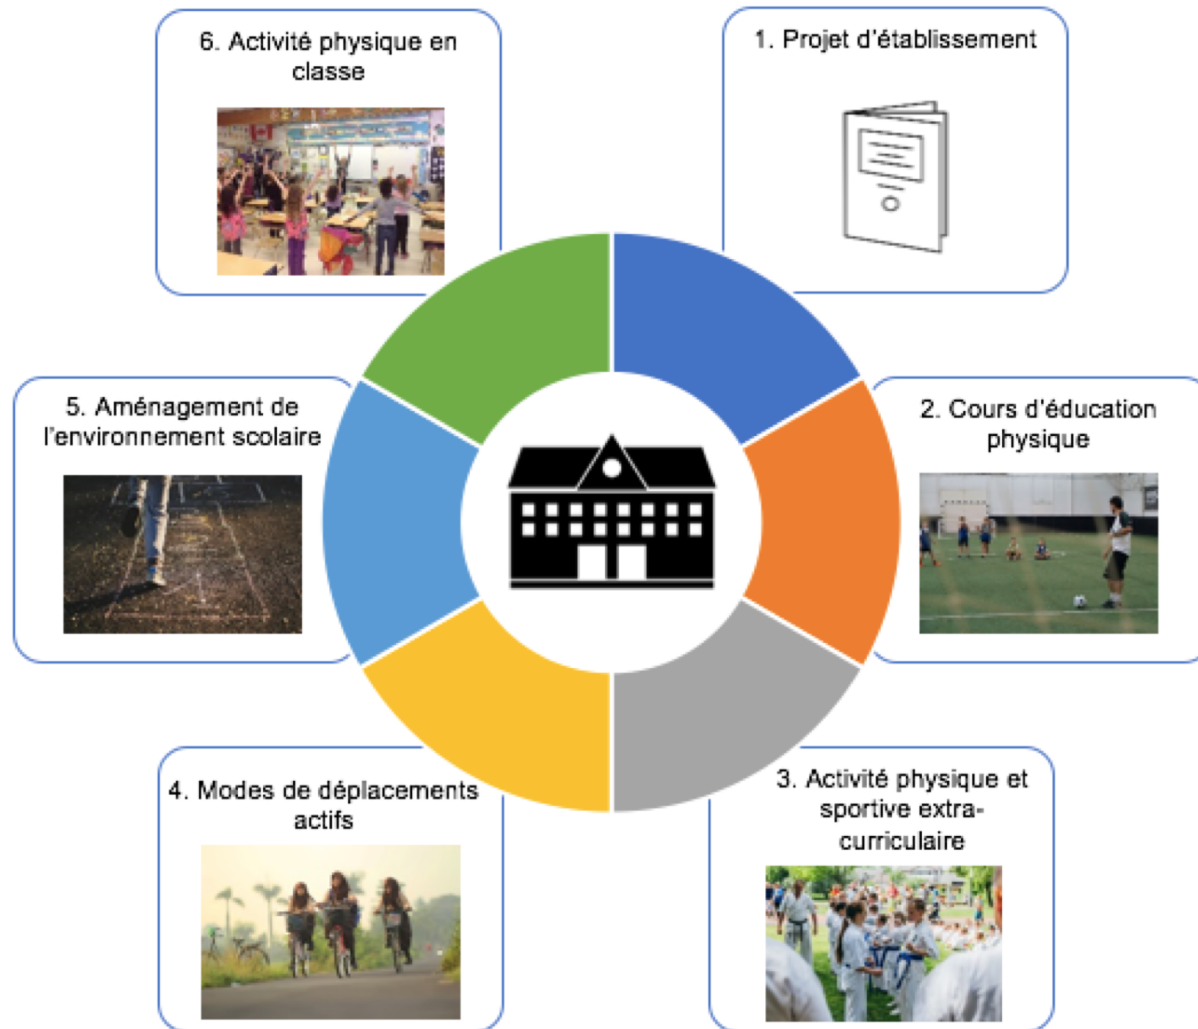 6. Activité physique en
classe
1. Projet d'établissement
5. Aménagement de
l'environnement scolaire
2. Cours d'éducation
physique
4. Modes de déplacements
actifs
3. Activité physique et
sportive extra-
curriculaire